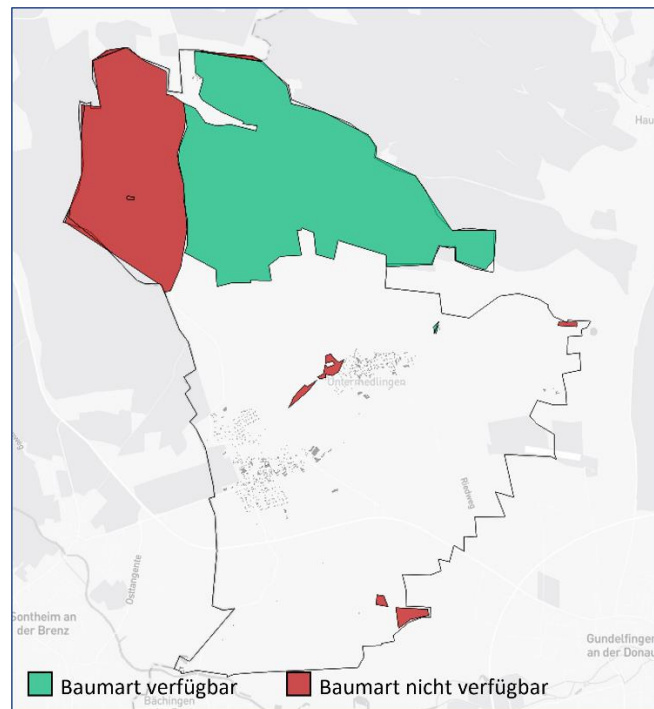 Hau
Untermedlingen
Riedweg
Osttangente
Sontheim an
der Brenz
Gundelfingen
an der Donau
Baumart verfügbar
Baumart nicht verfügbar
Bächingen